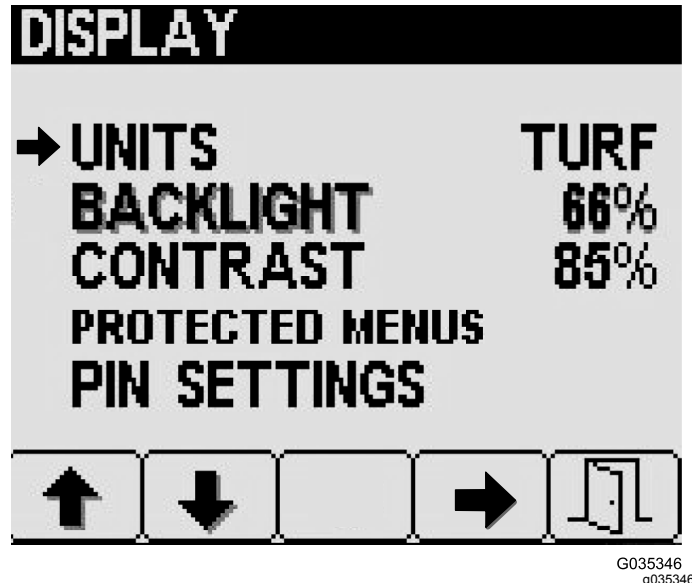 DISPLAY
UNITS TURF
BACKLIGHT 66%
CONTRAST 85%
PROTECTED MENUS
PIN SETTINGS
G035346
g035346